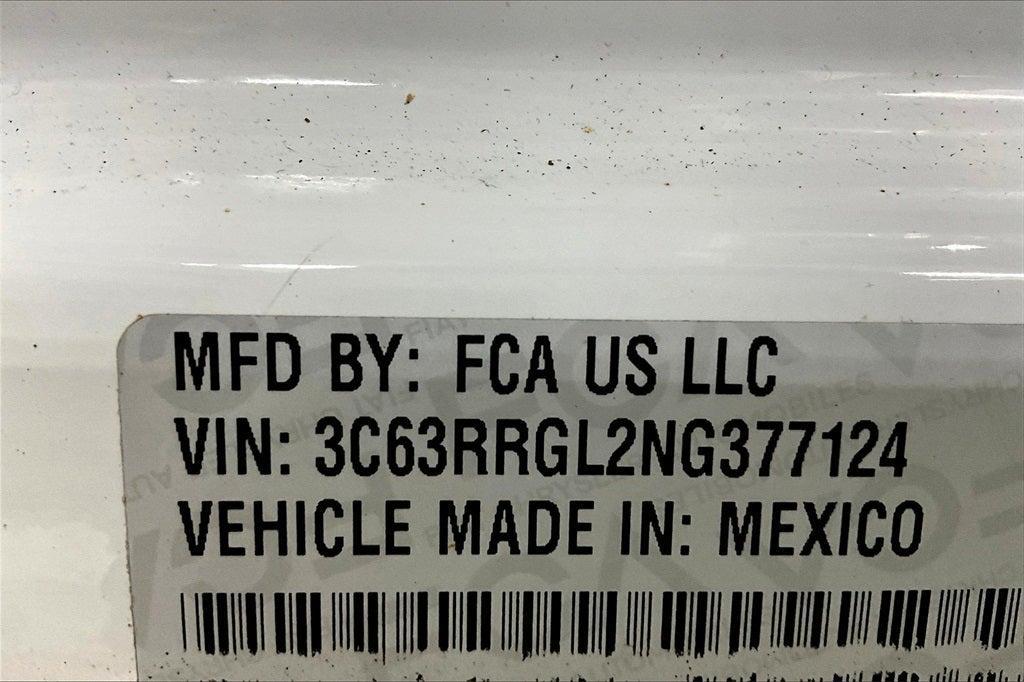 MFD BY: FCA US LLC
VIN: 3C63RRGL2NG377124
VEHICLE MADE IN: MEXICO